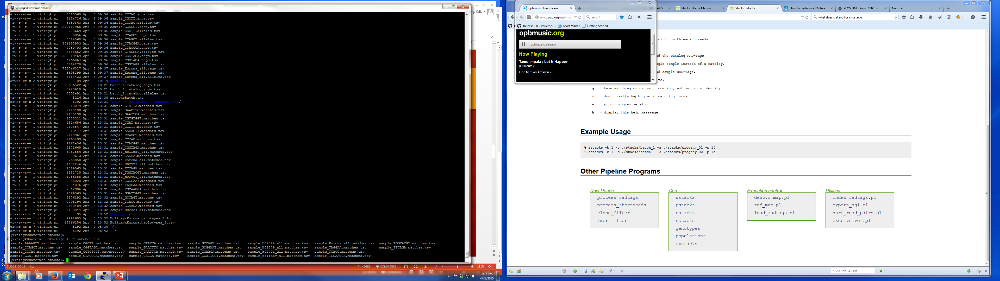 viningk@waterman:stacks
-rw-r--r-- 1 viningk pi 3513560 Apr 3 09:36 sample_CCTAC.snps.tsv
-rw-r--r-- 1 viningk pi 3624726 Apr 3 09:36 sample_CGCTT.snps.tsv
-rw-r--r-- 1 viningk pi 3180363 Apr 3 09:36 sample_CCTAC.alleles.tsv
-rw-r--r-- 1 viningk pi 279161965 Apr 3 09:36 sample_CCAGCT.tags.tsv
-rw-r--r-- 1 viningk pi 3273669 Apr 3 09:36 sample_CGCTT.alleles.tsv
-rw-r--r-- 1 viningk pi 3870056 Apr 3 09:36 sample_CCAGCT.snps.tsv
-rw-r--r-- 1 viningk pi 3514568 Apr 3 09:36 sample_CCAGCT.alleles.tsv
-rw-r--r-- 1 viningk pi 304682953 Apr 3 09:36 sample_CTACGGA.tags.tsv
-rw-r--r-- 1 viningk pi 4060703 Apr 3 09:36 sample_CTACGGA.snps.tsv
-rw-r--r-- 1 viningk pi 3683652 Apr 3 09:36 sample_CTACGGA.alleles.tsv
-rw-r--r-- 1 viningk pi 333919469 Apr 3 09:36 sample_CGGTAGA.tags.tsv
-rw-r--r-- 1 viningk pi 4166064 Apr 3 09:36 sample_CGGTAGA.snps.tsv
-rw-r--r-- 1 viningk pi 3764270 Apr 3 09:36 sample_CGGTAGA.alleles.tsv
-rw-r--r-- 1 viningk pi 755746327 Apr 3 09:37 sample_Korona_all.tags.tsv
-rw-r--r-- 1 viningk pi 6698299 Apr 3 09:37 sample_Korona_all.snps.tsv
-rw-r--r-- 1 viningk pi 6164433 Apr 3 09:37 sample_Korona_all.alleles.tsv
drwxr-xr-x 2 viningk pi 89 Apr 3 10:19
-rw-r--r-- 1 viningk pi 20606522 Apr 3 10:21 batch_1.catalog.tags.tsv
-rw-r--r-- 1 viningk pi 5923610 Apr 3 10:21 batch_1.catalog.snps.tsv
-rw-r--r-- 1 viningk pi 5301491 Apr 3 10:21 batch_1.catalog.alleles.tsv
-rw-r--r-- 1 viningk pi 5116 Apr 3 13:30 sstacksBatch.txt
drwxr-xr-x 2 viningk pi 8192 Apr 3 13:31
-rw-r--r-- 1 viningk pi 2313079 Apr 3 13:31 sample_CTATTA.matches.tsv
-rw-r--r-- 1 viningk pi 2119488 Apr 3 13:31 sample_GAACTTC.matches.tsv
-rw-r--r-- 1 viningk pi 2175130 Apr 3 13:31 sample_GAATTCA.matches.tsv
-rw-r--r-- 1 viningk pi 1808321 Apr 3 13:31 sample_CGTGTGGT.matches.tsv
-rw-r--r-- 1 viningk pi 1824656 Apr 3 13:31 sample_CGAT.matches.tsv
-rw-r--r-- 1 viningk pi 2103847 Apr 3 13:31 sample_CGCTT.matches.tsv
-rw-r--r-- 1 viningk pi 2013477 Apr 3 13:31 sample_AAAAGTT.matches.tsv
-rw-r--r-- 1 viningk pi 2118961 Apr 3 13:31 sample_CCAGCT.matches.tsv
-rw-r--r-- 1 viningk pi 2168499 Apr 3 13:31 sample_CCTAC.matches.tsv
-rw-r--r-- 1 viningk pi 2162436 Apr 3 13:31 sample_CTACGGA.matches.tsv
-rw-r--r-- 1 viningk pi 2371665 Apr 3 13:31 sample_CGGTAGA.matches.tsv
-rw-r--r-- 1 viningk pi 3732556 Apr 3 13:31 sample_Holiday_all.matches.tsv
-rw-r--r-- 1 viningk pi 2509613 Apr 3 13:31 sample_GAGGA.matches.tsv
-rw-r--r-- 1 viningk pi 5268850 Apr 3 13:31 sample_Korona_all.matches.tsv
-rw-r--r-- 1 viningk pi 1651246 Apr 3 13:31 sample_H02379_all.matches.tsv
-rw-r--r-- 1 viningk pi 2019065 Apr 3 13:31 sample_TTCAGA.matches.tsv
-rw-r--r-- 1 viningk pi 1852725 Apr 3 13:31 sample_TGGTACGT.matches.tsv
-rw-r--r-- 1 viningk pi 1936388 Apr 3 13:31 sample_H02401_all.matches.tsv
-rw-r--r-- 1 viningk pi 2058028 Apr 3 13:31 sample_GCGGAAT.matches.tsv
-rw-r--r-- 1 viningk pi 2094076 Apr 3 13:31 sample_TAGGAA.matches.tsv
-rw-r--r-- 1 viningk pi 2042906 Apr 3 13:31 sample_TGCAAGGA.matches.tsv
-rw-r--r-- 1 viningk pi 1869363 Apr 3 13:31 sample_GGATTGGT.matches.tsv
-rw-r--r-- 1 viningk pi 2376192 Apr 3 13:32 sample_GCCAGT.matches.tsv
-rw-r--r-- 1 viningk pi 2298294 Apr 3 13:32 sample_TCACC.matches.tsv
-rw-r--r-- 1 viningk pi 2650489 Apr 3 13:32 sample_GGAAGA.matches.tsv
-rw-r--r-- 1 viningk pi 2159844 Apr 3 13:32 sample_H02324_all.matches.tsv
drwxr-xr-x 2 viningk pi 95 Apr 3 13:52 genotypes/
-rw-r--r-- 1 viningk pi 2492605 Apr 3 13:52 HolidayxKorona.genotypes_3.loc
-rw-r--r-- 1 viningk pi 13266154 Apr 3 13:52 HolidayxKorona.haplotypes_3.tsv
drwxr-xr-x 7 viningk pi 8192 Apr 9 08:30 ./
drwxr-xr-x 4 viningk pi 8192 Apr 9 08:42 ../
[viningk@waterman stacks]$
[viningk@waterman stacks]$ ls *.matches.tsv
sample_AAAAGTT.matches.tsv sample_CGCTT.matches.tsv sample_CTATTA.matches.tsv sample_GCCAGT.matches.tsv sample_H02324_all.matches.tsv sample_Korona_all.matches.tsv sample_TGGTACGT.matches.tsv
sample_CCAGCT.matches.tsv sample_CGGTAGA.matches.tsv sample_GAACTTC.matches.tsv sample_GCGGAAT.matches.tsv sample_H02379_all.matches.tsv sample_TAGGAA.matches.tsv sample_TTCAGA.matches.tsv
sample_CCTAC.matches.tsv sample_CGTGTGGT.matches.tsv sample_GAATTCA.matches.tsv sample_GGAAGA.matches.tsv sample_H02401_all.matches.tsv sample_TCACC.matches.tsv
sample_CGAT.matches.tsv sample_CTACGGA.matches.tsv sample_GAGGA.matches.tsv sample_GGATTGGT.matches.tsv sample_Holiday_all.matches.tsv sample_TGCAAGGA.matches.tsv
[viningk@waterman stacks]$
ng, Kelly
SLIDE 8 OF 13
NOTES
COMMENTS
111%
1:37 PM
4/28/2015
opbmusic live stream
www.opb.org/opbmusi
Search
Release 1.0 - steuernb/...
Most Visited
Getting Started
opbmusic.org
opbmusic stream
Now Playing
Tame Impala / Let It Happen
(Currents)
Find MP3 on Amazon »
e922...
Stacks: Stacks Manual
Stacks: sstacks
How to perform a RAD-se...
PLOS ONE: Rapid SNP Dis...
New Tab
what does u stand for in ustacks
with num_threads threads.
ad the catalog RAD-Tags.
ngle sample instead of a catalog.
ad sample RAD-Tags.
lts.
g — base matching on genomic location, not sequence identity.
x — don't verify haplotype of matching locus.
v — print program version.
h — display this help messsage.
Example Usage
% sstacks -b 1 -c ./stacks/batch_1 -s ./stacks/progeny_01 -p 15
% sstacks -b 1 -c ./stacks/batch_1 -s ./stacks/progeny_02 -p 15
Other Pipeline Programs
Raw Reads
process_radtags
process_shortreads
clone_filter
kmer_filter
Core
ustacks
pstacks
cstacks
sstacks
genotypes
populations
rxstacks
Execution control
denovo_map.pl
ref_map.pl
load_radtags.pl
Utilities
index_radtags.pl
export_sql.pl
sort_read_pairs.pl
exec_velvet.pl
All Fields & Tags